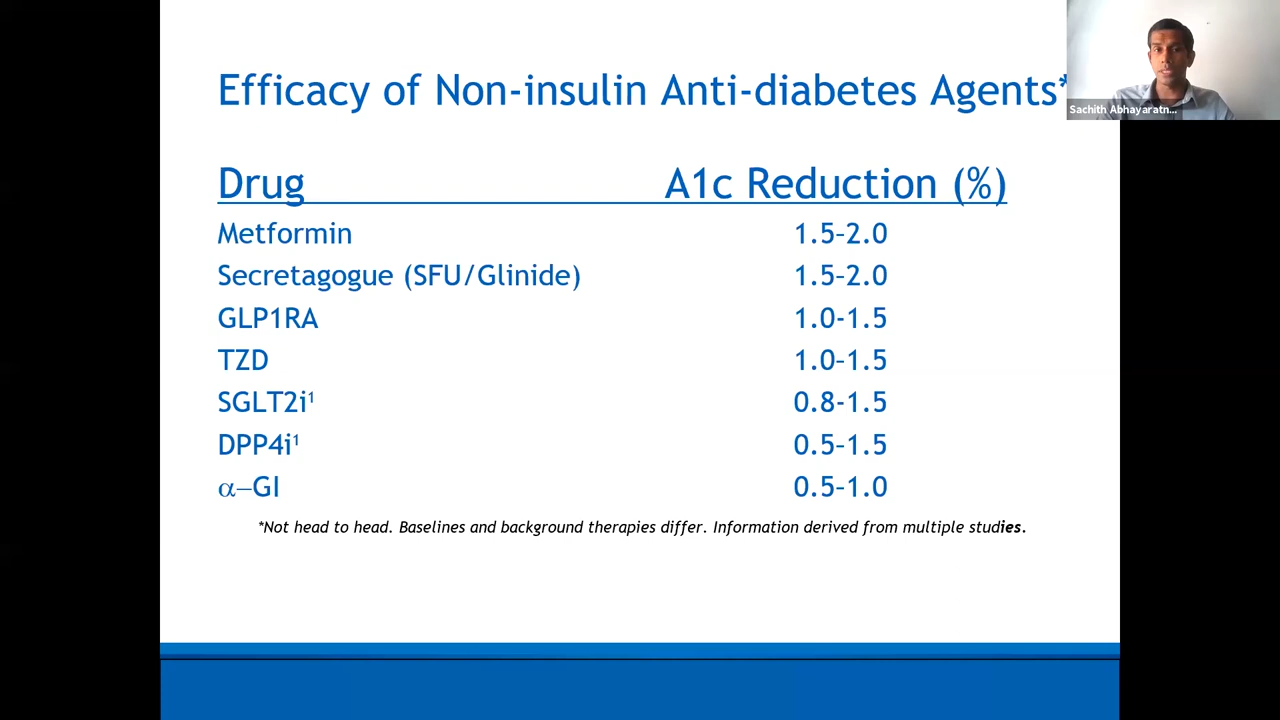 Efficacy of Non-insulin Anti-diabetes Agents*
Sachith Abhayaratn...
Drug A1c Reduction (%)
Metformin 1.5–2.0
Secretagogue (SFU/Glinide) 1.5–2.0
GLP1RA 1.0-1.5
TZD 1.0–1.5
SGLT2i¹ 0.8-1.5
DPP4i¹ 0.5–1.5
α–GI 0.5–1.0
*Not head to head. Baselines and background therapies differ. Information derived from multiple studies.